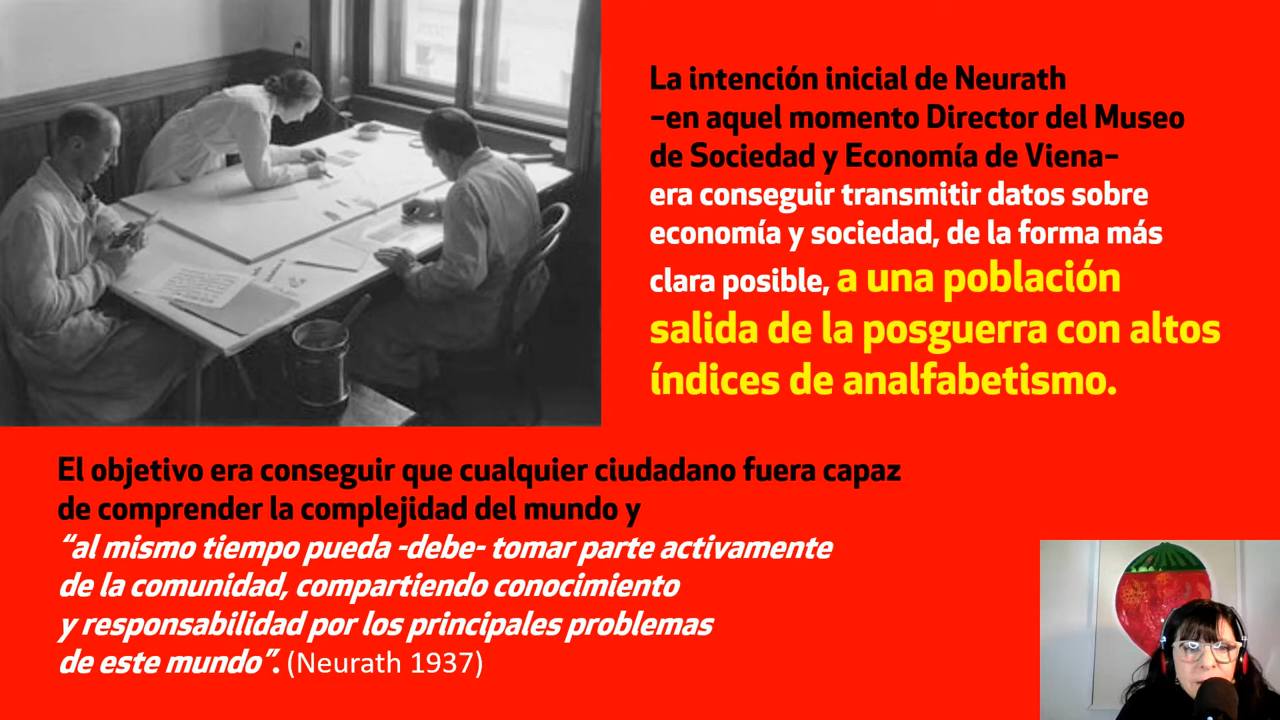 La intención inicial de Neurath
–en aquel momento Director del Museo
de Sociedad y Economía de Viena–
era conseguir transmitir datos sobre
economía y sociedad, de la forma más
clara posible, a una población
salida de la posguerra con altos
índices de analfabetismo.
El objetivo era conseguir que cualquier ciudadano fuera capaz
de comprender la complejidad del mundo y
“al mismo tiempo pueda -debe- tomar parte activamente
de la comunidad, compartiendo conocimiento
y responsabilidad por los principales problemas
de este mundo”. (Neurath 1937)